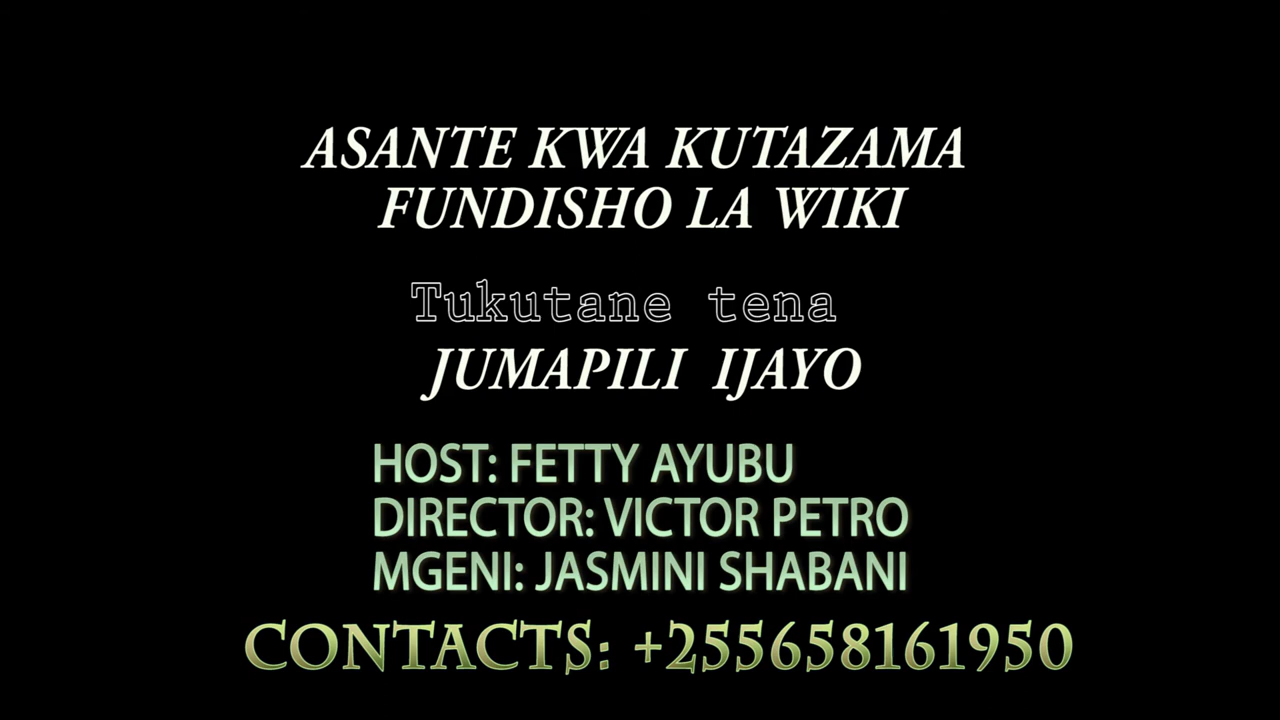 ASANTE KWA KUTAZAMA
FUNDISHO LA WIKI
Tukutane tena
JUMAPILI IJAYO
HOST: FETTY AYUBU
DIRECTOR: VICTOR PETRO
MGENI: JASMINI SHABANI
CONTACTS: +255658161950